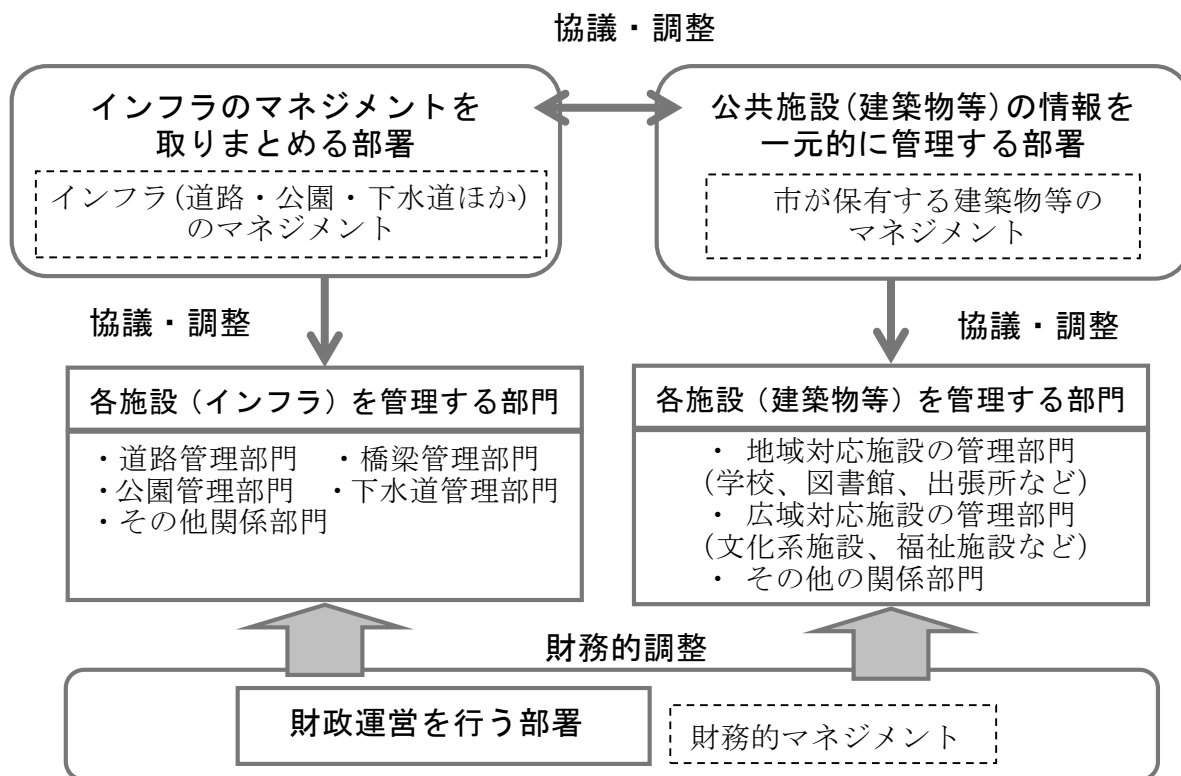 協議・調整
インフラのマネジメントを
取りまとめる部署
インフラ(道路・公園・下水道ほか)
のマネジメント
公共施設(建築物等)の情報を
一元的に管理する部署
市が保有する建築物等の
マネジメント
協議・調整
協議・調整
各施設（インフラ）を管理する部門
・道路管理部門　・橋梁管理部門
・公園管理部門　・下水道管理部門
・その他関係部門
各施設（建築物等）を管理する部門
・ 地域対応施設の管理部門
(学校、図書館、出張所など)
・ 広域対応施設の管理部門
(文化系施設、福祉施設など)
・ その他の関係部門
財務的調整
財政運営を行う部署
財務的マネジメント